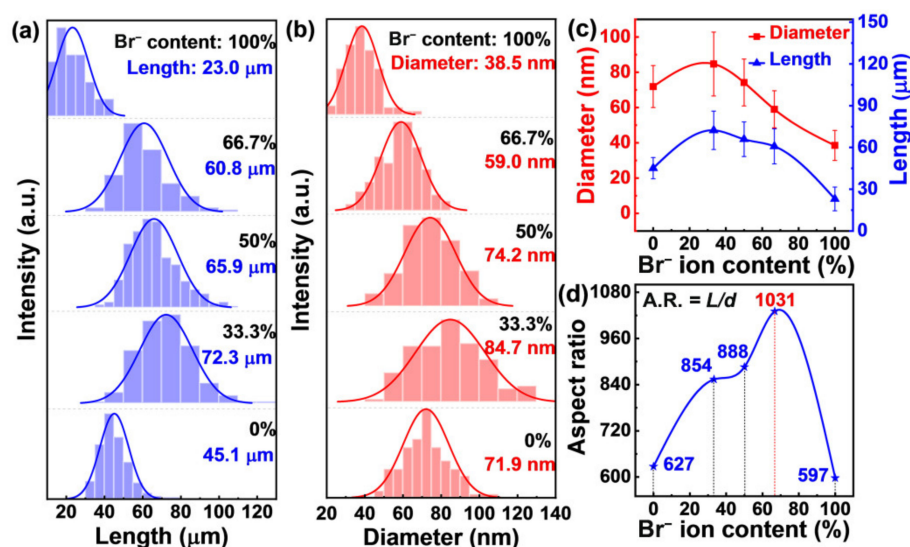 (a)
Br⁻ content: 100%
Length: 23.0 μm
66.7%
60.8 μm
50%
65.9 μm
33.3%
72.3 μm
0%
45.1 μm
Intensity (a.u.)
20 40 60 80 100 120
Length (μm)
(b)
Br⁻ content: 100%
Diameter: 38.5 nm
66.7%
59.0 nm
50%
74.2 nm
33.3%
84.7 nm
0%
71.9 nm
Intensity (a.u.)
20 40 60 80 100 120 140
Diameter (nm)
(c)
Diameter
Length
Diameter (nm)
100
80
60
40
20
0
Length (μm)
150
120
90
60
30
0
0 20 40 60 80 100
Br⁻ ion content (%)
(d)
A.R. = L/d
1031
854
888
627
597
Aspect ratio
1080
960
840
720
600
0 20 40 60 80 100
Br⁻ ion content (%)